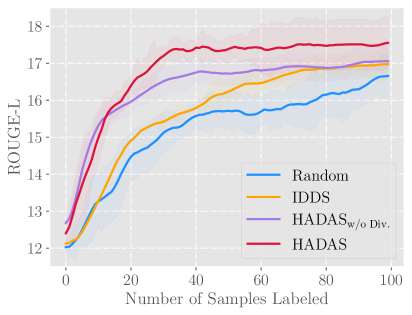 18
17
16
15
14
13
12
ROUGE-L
Random
IDDS
HADASw/o Div.
HADAS
0 20 40 60 80 100
Number of Samples Labeled